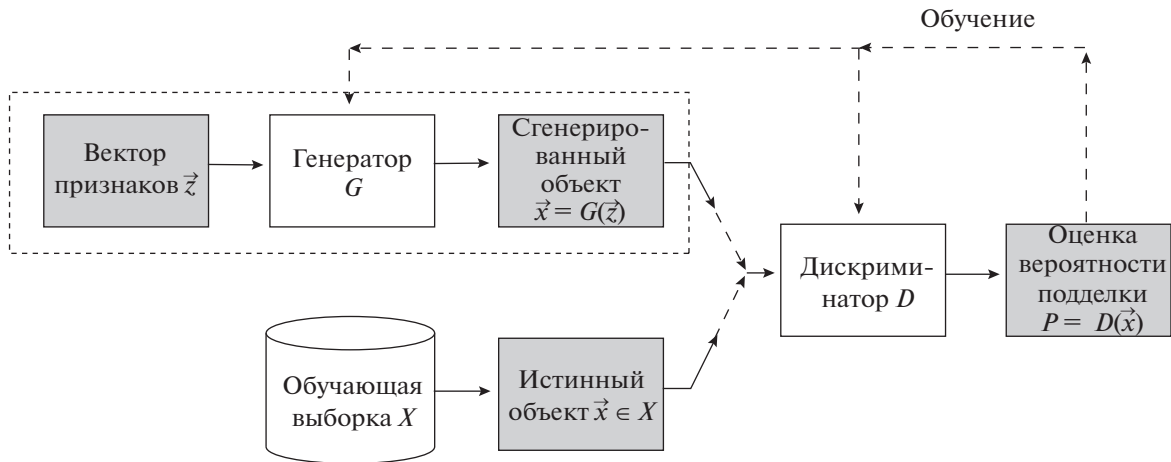 Обучение
Вектор
признаков z⃗
Генератор
G
Сгенериро-
ванный
объект
x⃗ = G(z⃗)
Дискрими-
натор D
Оценка
вероятности
подделки
P = D(x⃗)
Обучающая
выборка X
Истинный
объект x⃗ ∈ X